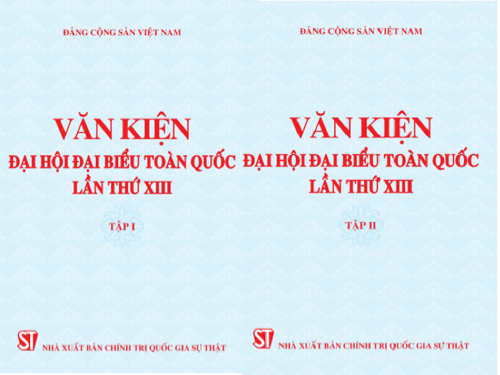 ĐẢNG CỘNG SẢN VIỆT NAM
VĂN KIỆN
ĐẠI HỘI ĐẠI BIỂU TOÀN QUỐC
LẦN THỨ XIII
TẬP I
ST
NHÀ XUẤT BẢN CHÍNH TRỊ QUỐC GIA SỰ THẬT
ĐẢNG CỘNG SẢN VIỆT NAM
VĂN KIỆN
ĐẠI HỘI ĐẠI BIỂU TOÀN QUỐC
LẦN THỨ XIII
TẬP II
ST
NHÀ XUẤT BẢN CHÍNH TRỊ QUỐC GIA SỰ THẬT